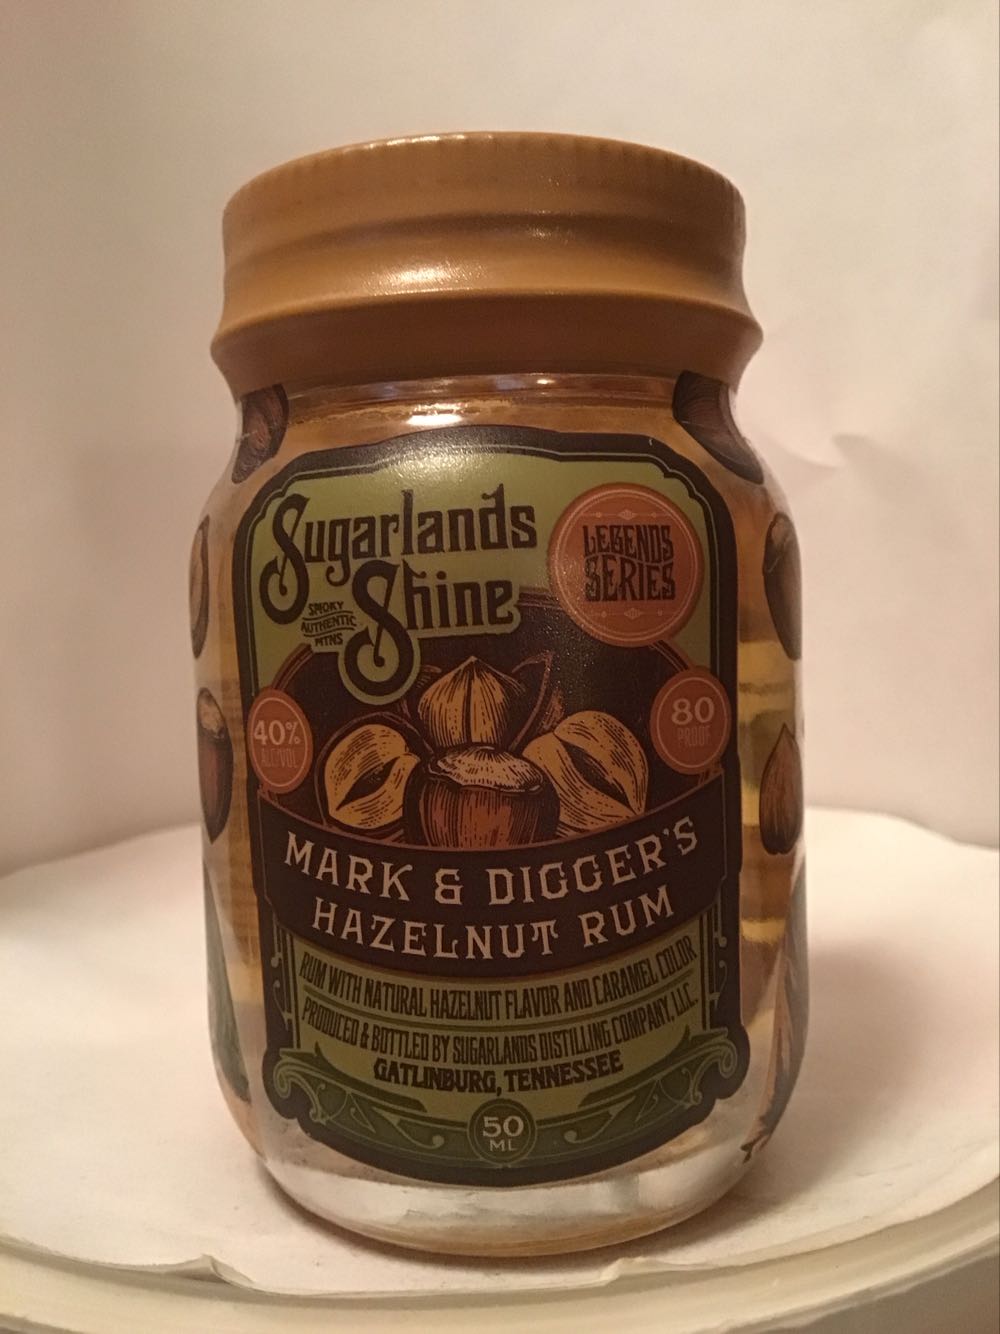 Sugarlands
Shine
SMOKY
AUTHENTIC
MTNS
LEGENDS
SERIES
40%
ALC/VOL
80
PROOF
MARK & DIGGER'S
HAZELNUT RUM
RUM WITH NATURAL HAZELNUT FLAVOR AND CARAMEL COLOR
PRODUCED & BOTTLED BY SUGARLANDS DISTILLING COMPANY, LLC.
GATLINBURG, TENNESSEE
50
ML